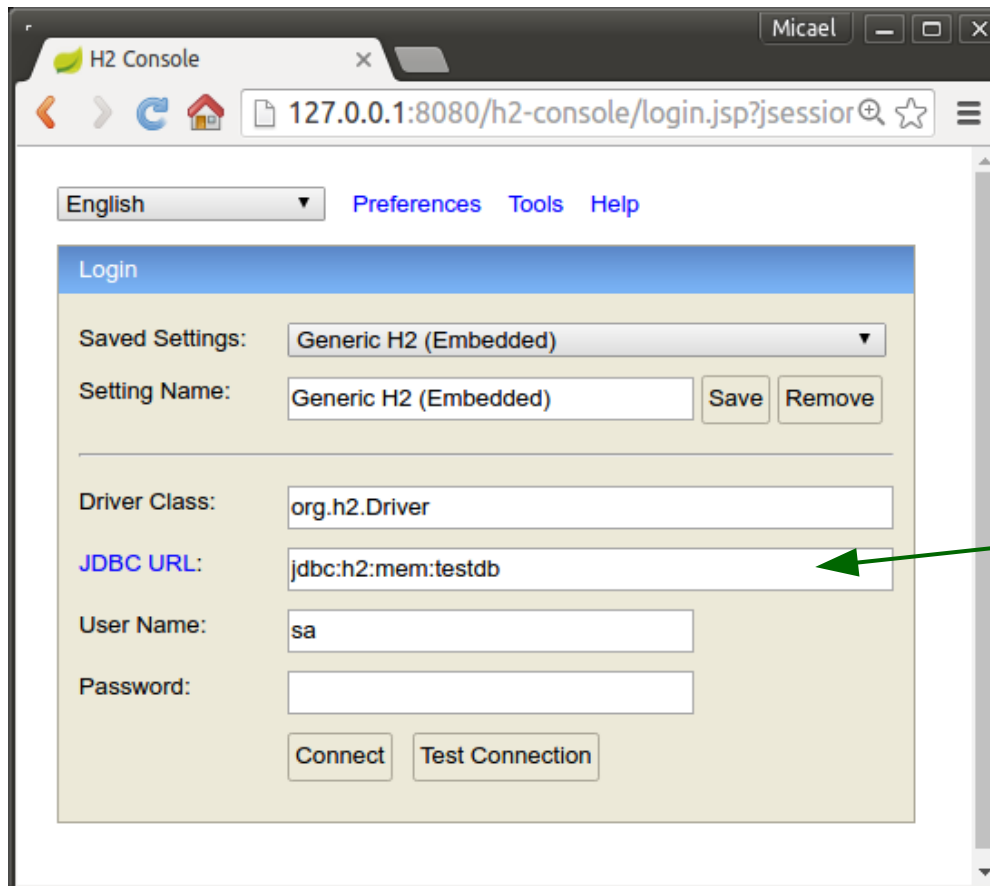 Micael
H2 Console
127.0.0.1:8080/h2-console/login.jsp?jsession
English Preferences Tools Help
Login
Saved Settings: Generic H2 (Embedded)
Setting Name: Generic H2 (Embedded) Save Remove
Driver Class: org.h2.Driver
JDBC URL: jdbc:h2:mem:testdb
User Name: sa
Password:
Connect Test Connection